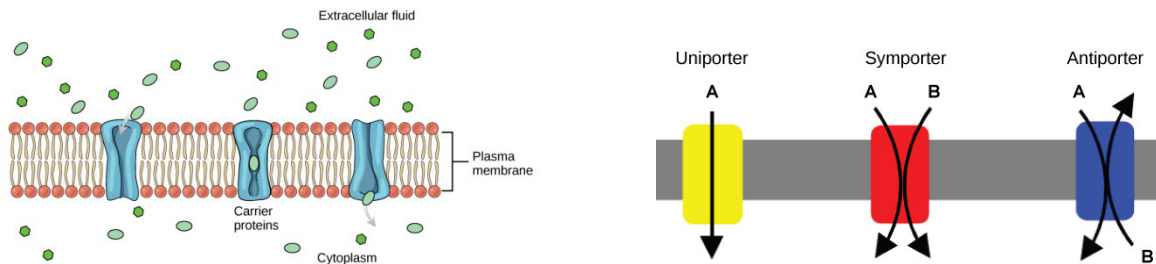 Extracellular fluid
Plasma
membrane
Carrier
proteins
Cytoplasm
Uniporter
A
Symporter
A B
Antiporter
A
B